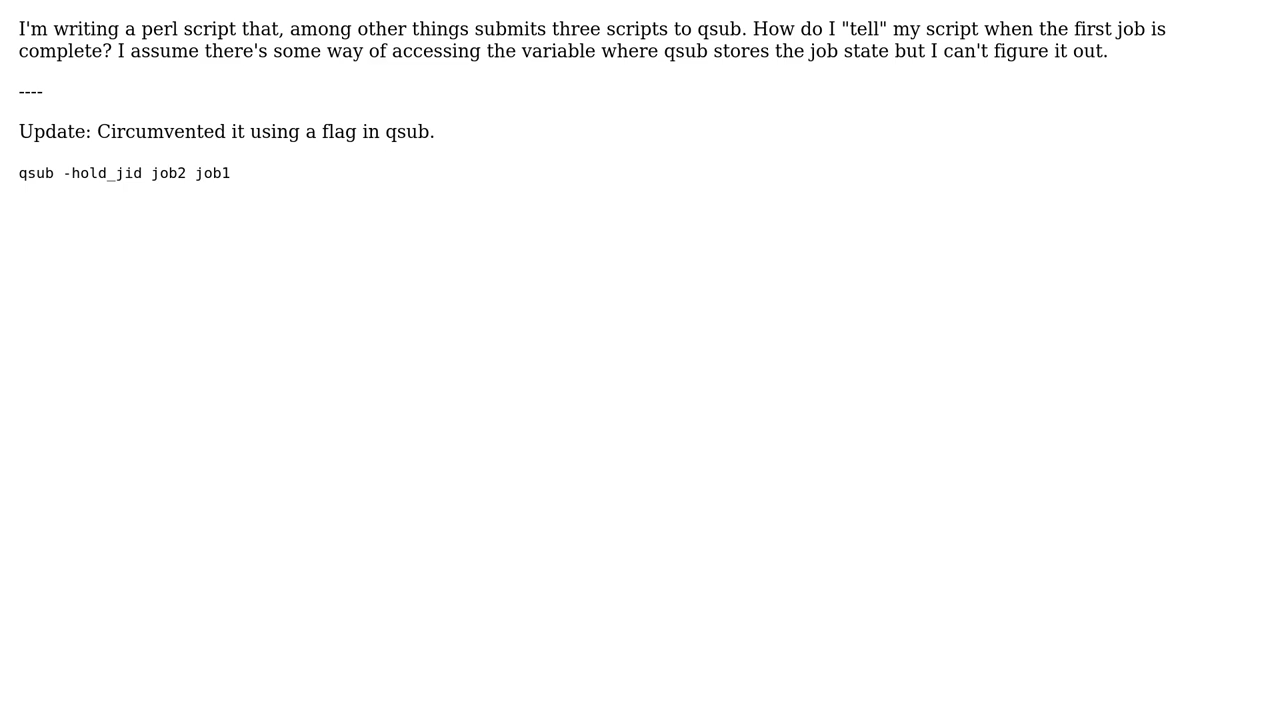 I'm writing a perl script that, among other things submits three scripts to qsub. How do I "tell" my script when the first job is
complete? I assume there's some way of accessing the variable where qsub stores the job state but I can't figure it out.
----
Update: Circumvented it using a flag in qsub.
qsub -hold_jid job2 job1